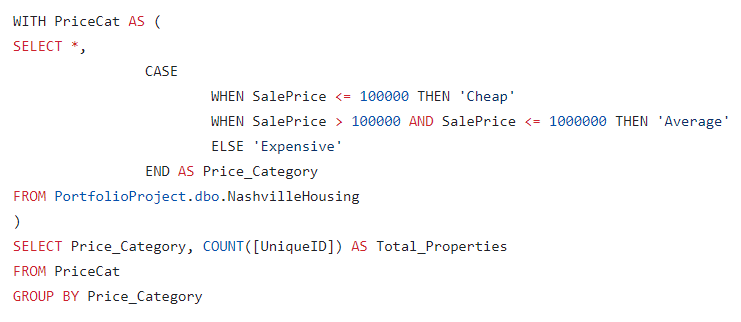 WITH PriceCat AS (
SELECT *,
CASE
WHEN SalePrice <= 100000 THEN 'Cheap'
WHEN SalePrice > 100000 AND SalePrice <= 1000000 THEN 'Average'
ELSE 'Expensive'
END AS Price_Category
FROM PortfolioProject.dbo.NashvilleHousing
)
SELECT Price_Category, COUNT([UniqueID]) AS Total_Properties
FROM PriceCat
GROUP BY Price_Category